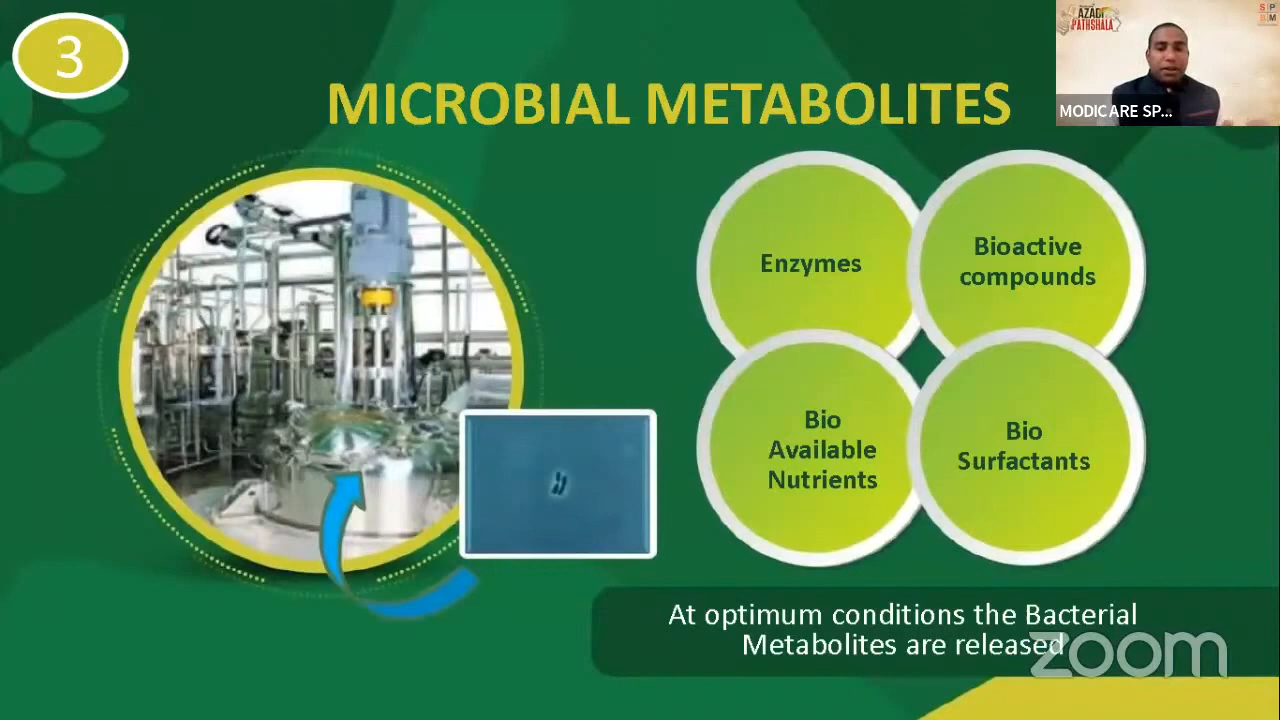 3
MICROBIAL METABOLITES
AZADI
PATHSHALA
S P
B M
MODICARE SP...
Enzymes
Bioactive
compounds
Bio
Available
Nutrients
Bio
Surfactants
At optimum conditions the Bacterial
Metabolites are released
zoom